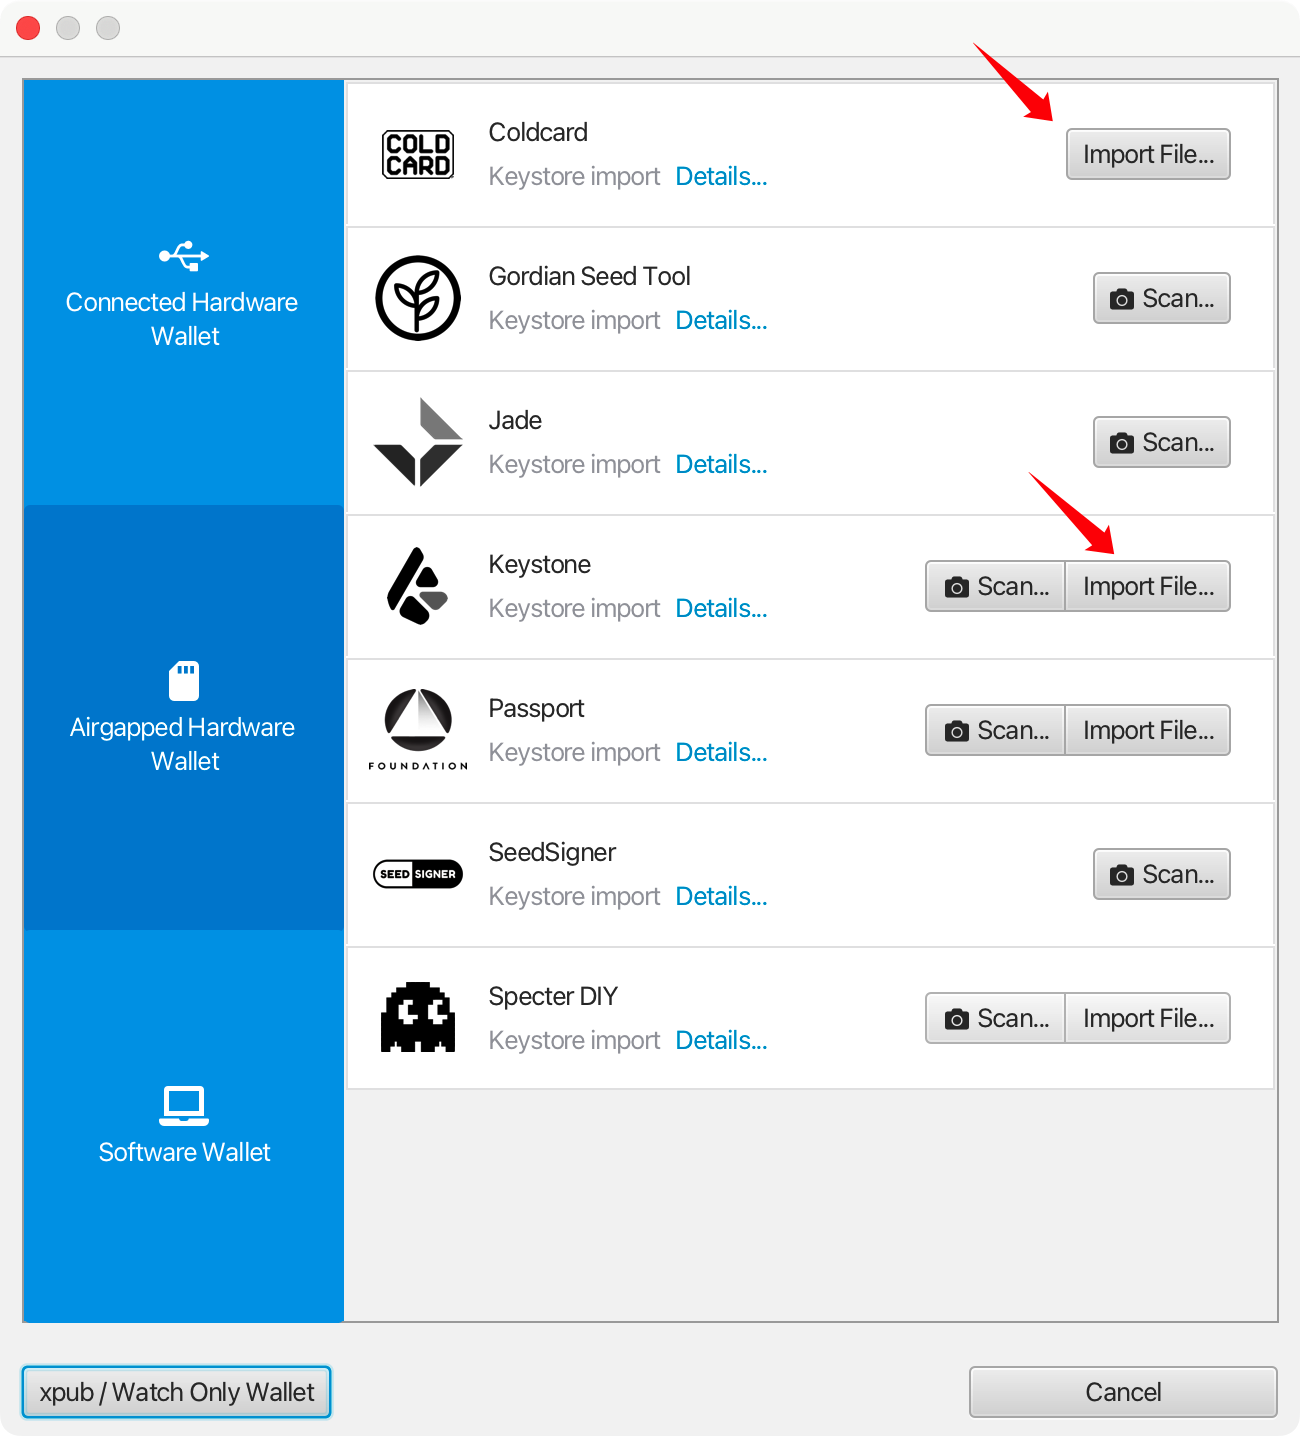 Connected Hardware
Wallet
Airgapped Hardware
Wallet
Software Wallet
COLD
CARD
Coldcard
Keystore import Details...
Import File...
Gordian Seed Tool
Keystore import Details...
Scan...
Jade
Keystore import Details...
Scan...
Keystone
Keystore import Details...
Scan... Import File...
FOUNDATION
Passport
Keystore import Details...
Scan... Import File...
SEED SIGNER
SeedSigner
Keystore import Details...
Scan...
Specter DIY
Keystore import Details...
Scan... Import File...
xpub / Watch Only Wallet
Cancel